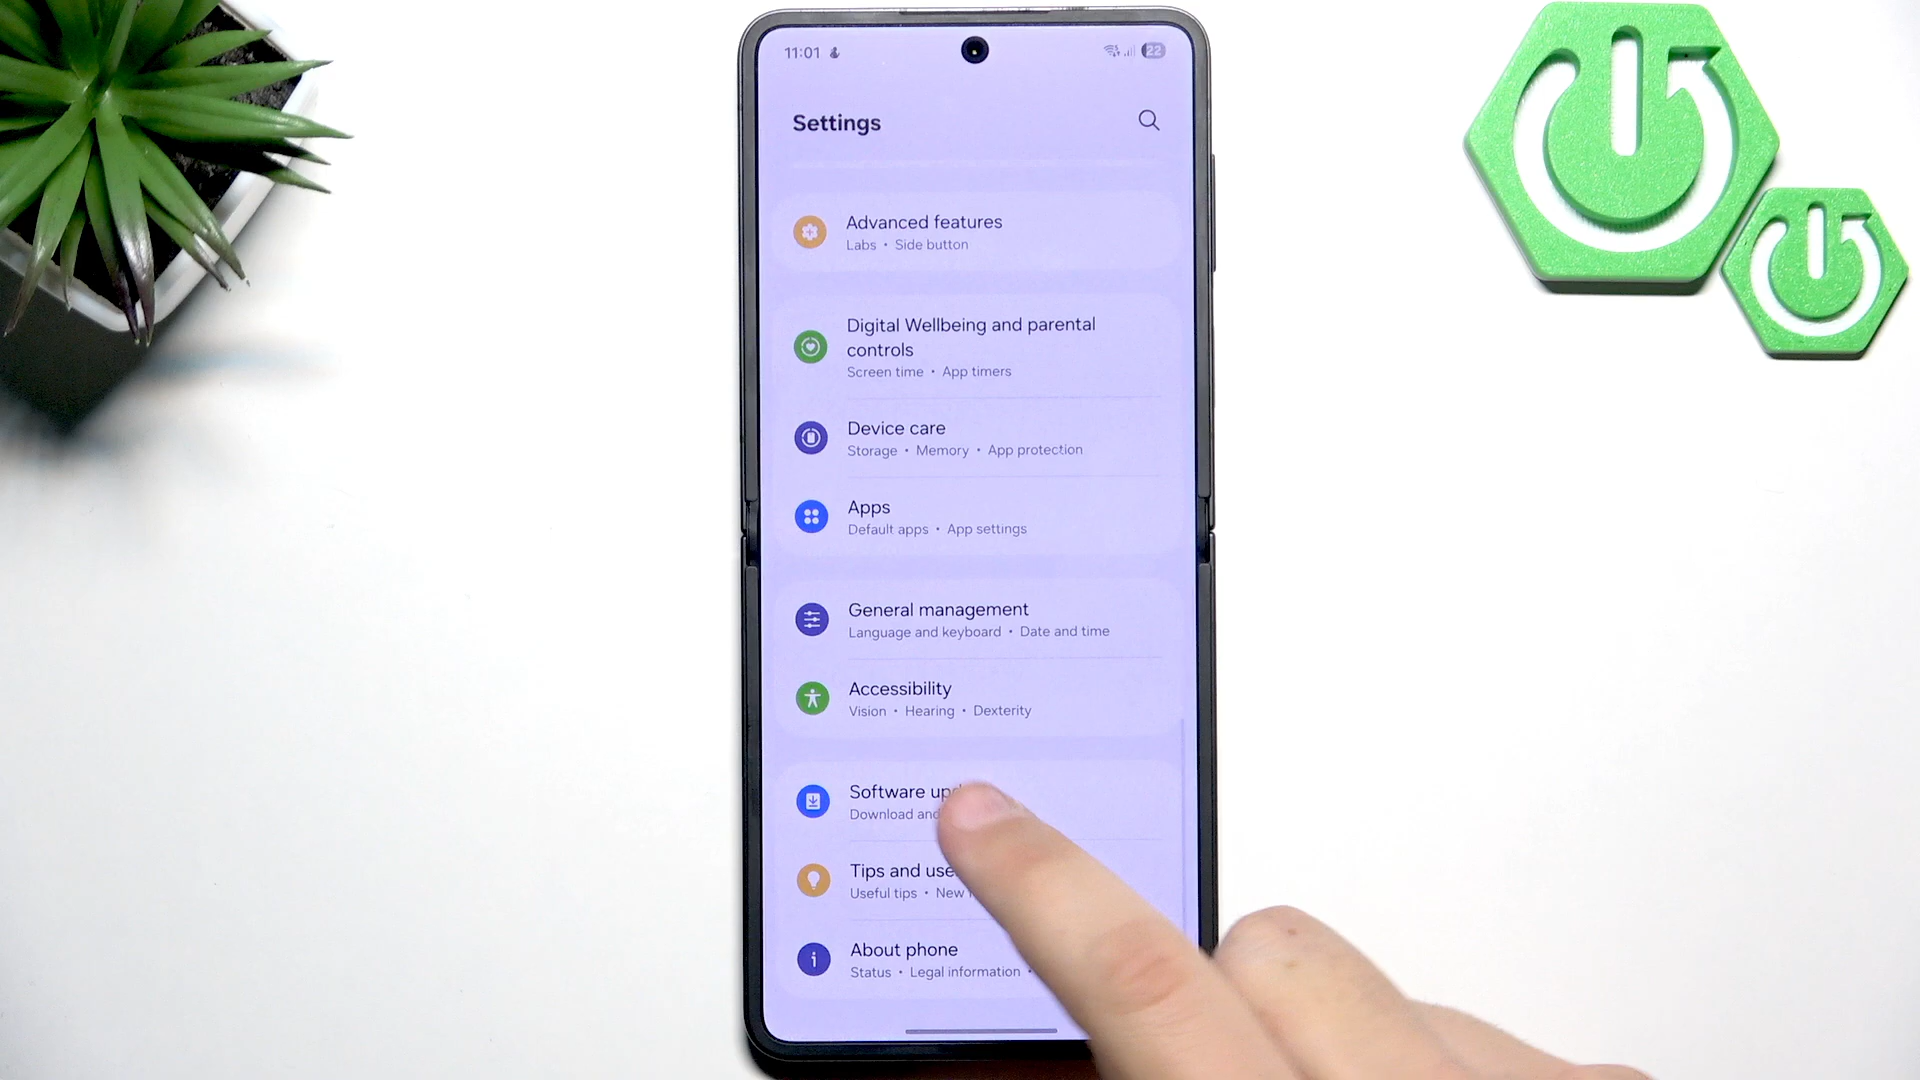 11:01
22
Settings
Advanced features
Labs • Side button
Digital Wellbeing and parental
controls
Screen time • App timers
Device care
Storage • Memory • App protection
Apps
Default apps • App settings
General management
Language and keyboard • Date and time
Accessibility
Vision • Hearing • Dexterity
Software
Download and
Tips and
Useful tips • New
About phone
Status • Legal information •